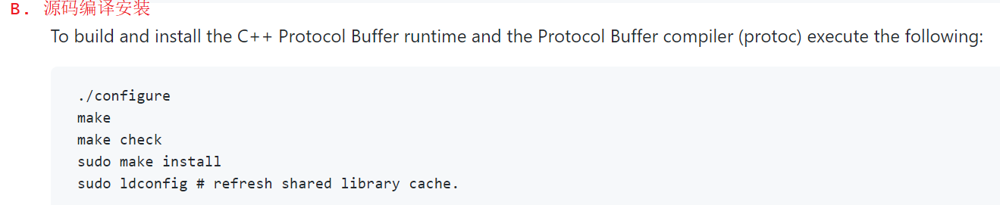 B. 源码编译安装
To build and install the C++ Protocol Buffer runtime and the Protocol Buffer compiler (protoc) execute the following:
./configure
make
make check
sudo make install
sudo ldconfig # refresh shared library cache.